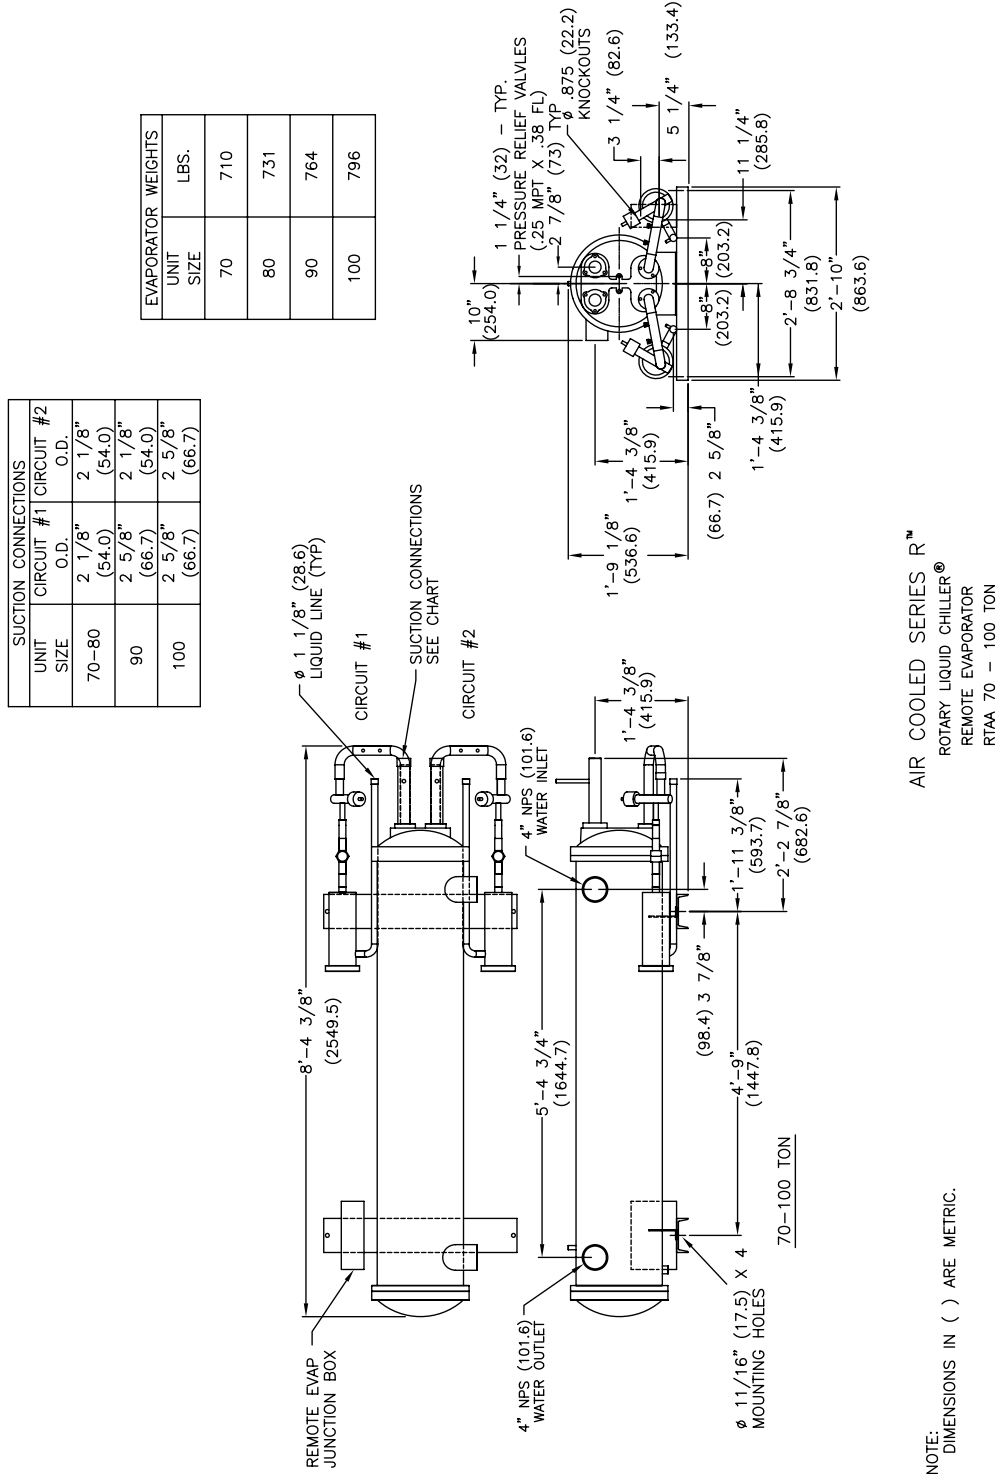 SUCTION CONNECTIONS
UNIT SIZE CIRCUIT #1 O.D. CIRCUIT #2 O.D.
70-80 2 1/8" (54.0) 2 1/8" (54.0)
90 2 5/8" (66.7) 2 1/8" (54.0)
100 2 5/8" (66.7) 2 5/8" (66.7)
EVAPORATOR WEIGHTS
UNIT SIZE LBS.
70 710
80 731
90 764
100 796
8'-4 3/8"
(2549.5)
REMOTE EVAP
JUNCTION BOX
ø 1 1/8" (28.6)
LIQUID LINE (TYP)
CIRCUIT #1
SUCTION CONNECTIONS
SEE CHART
CIRCUIT #2
4" NPS (101.6)
WATER OUTLET
5'-4 3/4"
(1644.7)
4" NPS (101.6)
WATER INLET
1'-4 3/8"
(415.9)
ø 11/16" (17.5) X 4
MOUNTING HOLES
(98.4) 3 7/8"
4'-9"
(1447.8)
1'-11 3/8"
(593.7)
2'-2 7/8"
(682.6)
70-100 TON
10"
(254.0)
1 1/4" (32) - TYP.
PRESSURE RELIEF VALVLES
(.25 MPT X .38 FL)
2 7/8" (73) TYP
ø .875 (22.2)
KNOCKOUTS
3 1/4" (82.6)
5 1/4" (133.4)
11 1/4"
(285.8)
1'-9 1/8"
(536.6)
1'-4 3/8"
(415.9)
(66.7) 2 5/8"
8"
(203.2)
8"
(203.2)
1'-4 3/8"
(415.9)
2'-8 3/4"
(831.8)
2'-10"
(863.6)
NOTE:
DIMENSIONS IN ( ) ARE METRIC.
AIR COOLED SERIES R™
ROTARY LIQUID CHILLER®
REMOTE EVAPORATOR
RTAA 70 - 100 TON